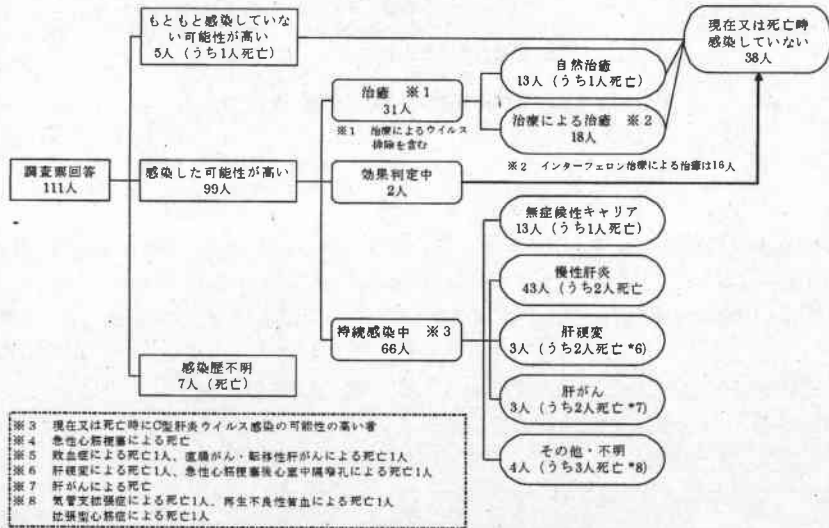 もともと感染していな
い可能性が高い
5人（うち1人死亡）
現在又は死亡時
感染していない
38人
自然治癒
13人（うち1人死亡）
治癒 ※1
31人
※1 治療によるウイルス
排除を含む
治療による治癒 ※2
18人
※2 インターフェロン治療による治癒は16人
調査票回答
111人
感染した可能性が高い
99人
効果判定中
2人
無症候性キャリア
13人（うち1人死亡）
慢性肝炎
43人（うち2人死亡
持続感染中 ※3
66人
肝硬変
3人（うち2人死亡*6）
感染歴不明
7人（死亡）
肝がん
3人（うち2人死亡*7）
その他・不明
4人（うち3人死亡*8）
※3 現在又は死亡時にC型肝炎ウイルス感染の可能性の高い者
※4 急性心筋梗塞による死亡
※5 敗血症による死亡1人、直腸がん・転移性肝がんによる死亡1人
※6 肝硬変による死亡1人、急性心筋梗塞後心室中隔穿孔による死亡1人
※7 肝がんによる死亡
※8 気管支拡張症による死亡1人、再生不良性貧血による死亡1人
拡張型心筋症による死亡1人